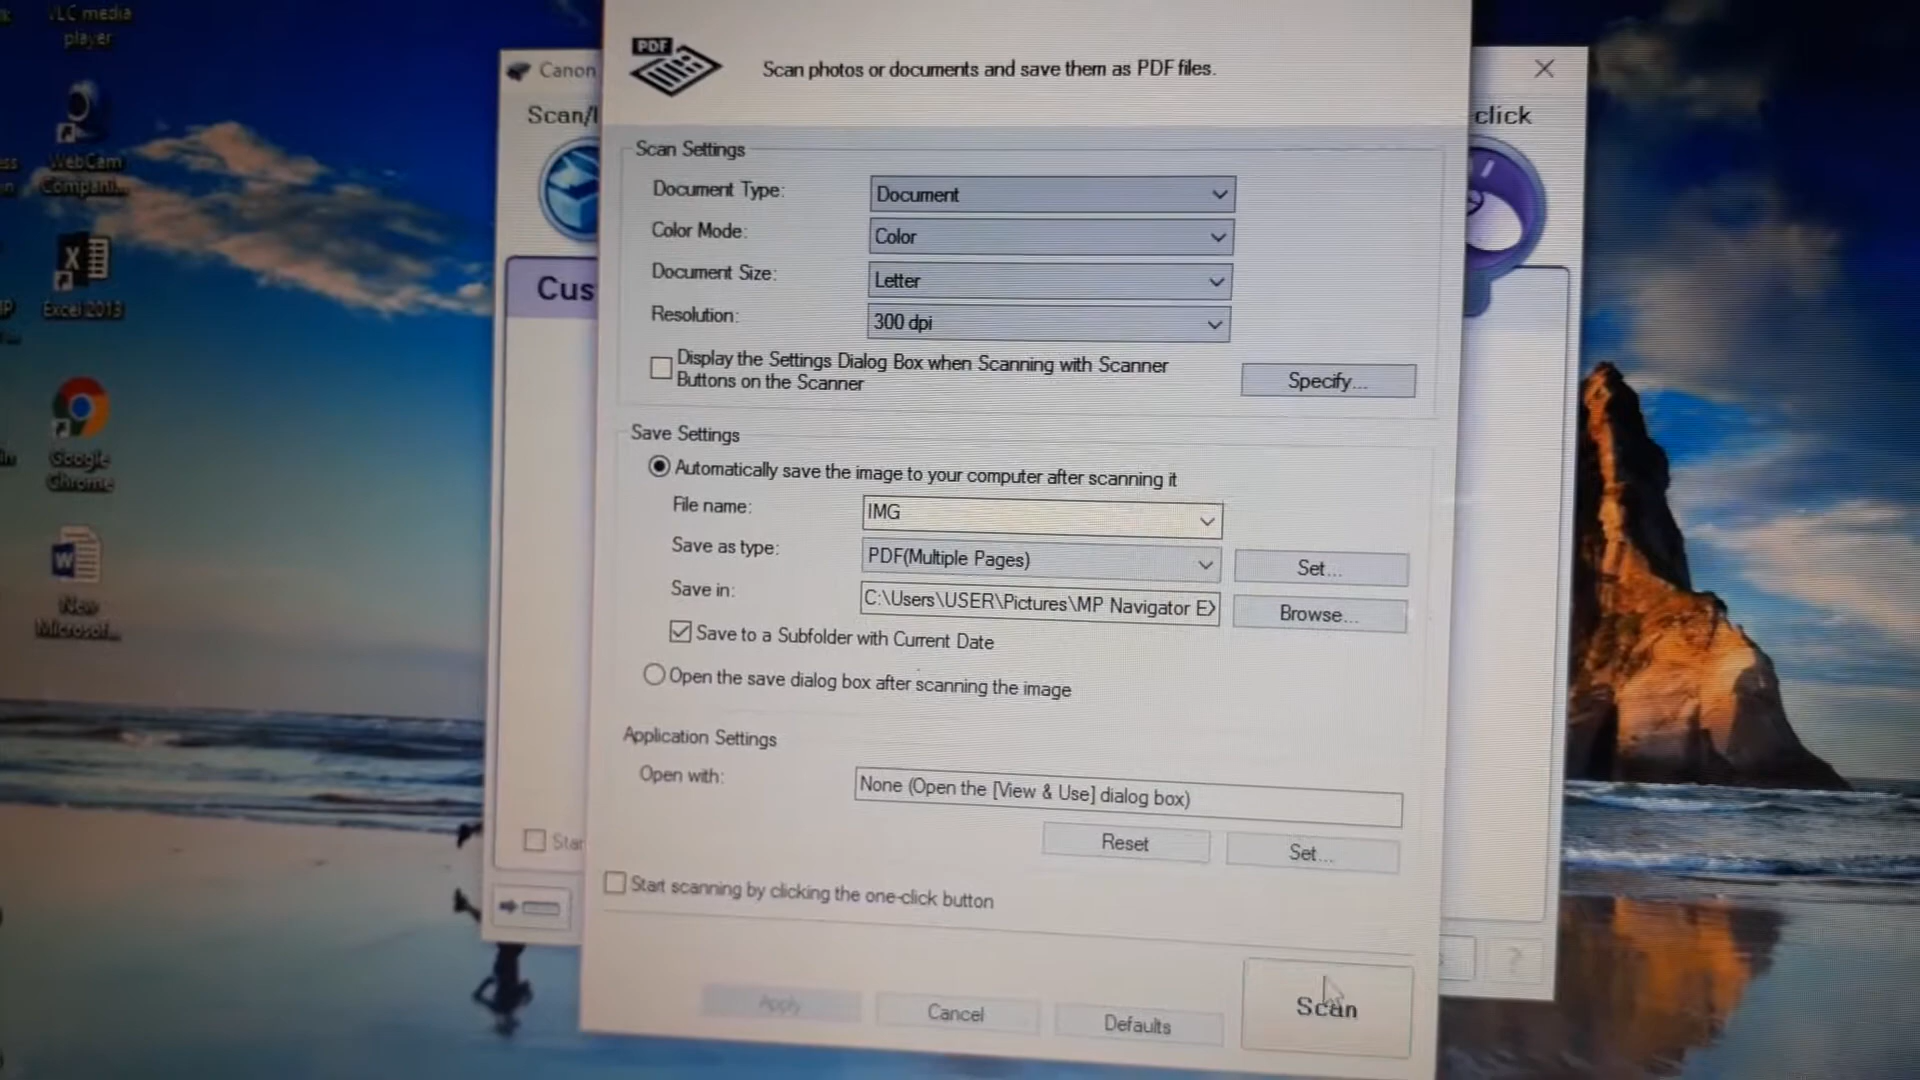 VLC media
player
WebCam
Compani...
Excel 2013
Google
Chrome
New
Microsof...
Canon
Scan/I
click
Cus
Star
PDF
Scan photos or documents and save them as PDF files.
Scan Settings
Document Type:
Document
Color Mode:
Color
Document Size:
Letter
Resolution:
300 dpi
Display the Settings Dialog Box when Scanning with Scanner
Buttons on the Scanner
Specify...
Save Settings
Automatically save the image to your computer after scanning it
File name:
IMG
Save as type:
PDF(Multiple Pages)
Set...
Save in:
C:\Users\USER\Pictures\MP Navigator EX
Browse...
Save to a Subfolder with Current Date
Open the save dialog box after scanning the image
Application Settings
Open with:
None (Open the [View & Use] dialog box)
Reset
Set...
Start scanning by clicking the one-click button
Apply
Cancel
Defaults
Scan
?